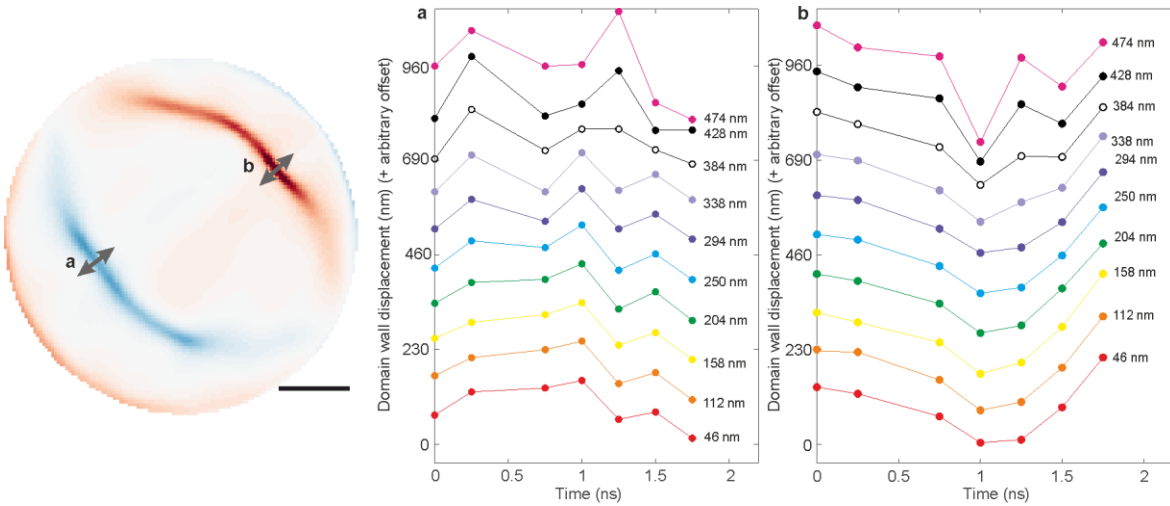 a
b
a
Domain wall displacement (nm) (+ arbitrary offset)
960
690
460
230
0
474 nm
428 nm
384 nm
338 nm
294 nm
250 nm
204 nm
158 nm
112 nm
46 nm
0
0.5
1
1.5
2
Time (ns)
b
Domain wall displacement (nm) (+ arbitrary offset)
960
690
460
230
0
474 nm
428 nm
384 nm
338 nm
294 nm
250 nm
204 nm
158 nm
112 nm
46 nm
0
0.5
1
1.5
2
Time (ns)